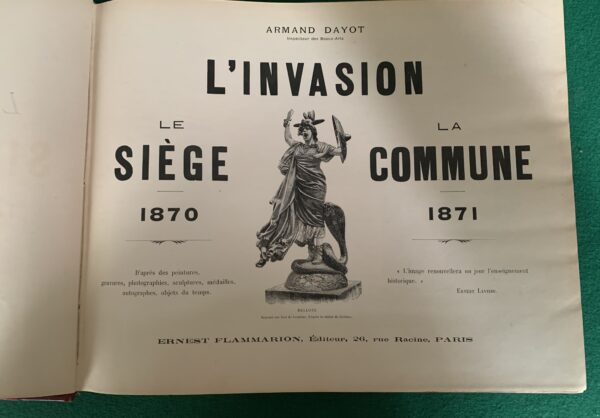 ARMAND DAYOT
Inspecteur des Beaux-Arts
L'INVASION
LE
SIÈGE
1870
LA
COMMUNE
1871
D'après des peintures,
gravures, photographies, sculptures, médailles,
autographes, objets du temps.
« L'Image renouvellera un jour l'enseignement
historique. »
Ernest Lavisse.
BELLONE
ERNEST FLAMMARION, Éditeur, 26, rue Racine, PARIS